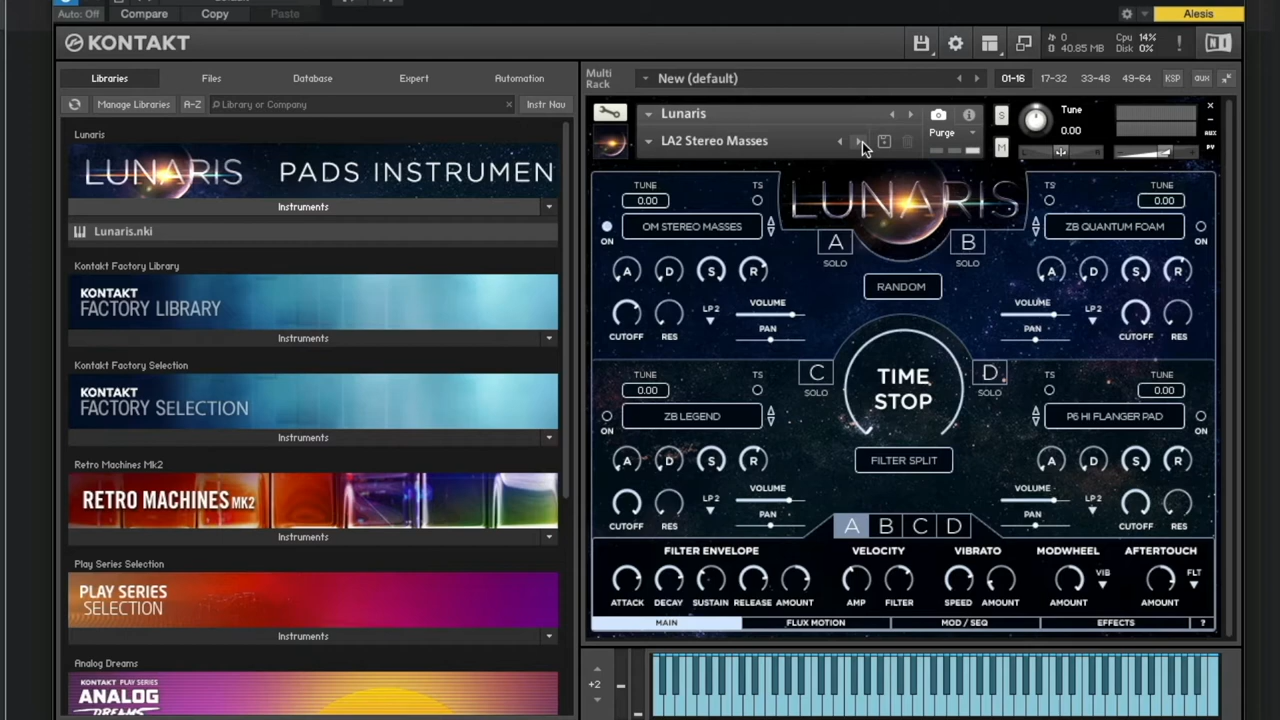 Auto: Off
Compare
Copy
Paste
Alesis
KONTAKT
0
40.85 MB
Cpu 14%
Disk 0%
!
Libraries
Files
Database
Expert
Automation
Manage Libraries
A-Z
Library or Company
Instr Nav
Lunaris
LUNARIS PADS INSTRUMEN
Instruments
Lunaris.nki
Kontakt Factory Library
KONTAKT
FACTORY LIBRARY
Instruments
Kontakt Factory Selection
KONTAKT
FACTORY SELECTION
Instruments
Retro Machines Mk2
RETRO MACHINES MK2
Instruments
Play Series Selection
PLAY SERIES
SELECTION
Instruments
Analog Dreams
KONTAKT PLAY SERIES
ANALOG
DREAMS
Multi
Rack
New (default)
01-16
17-32
33-48
49-64
KSP
aux
Lunaris
LA2 Stereo Masses
Purge
S
M
Tune
0.00
L
R
AUX
PV
LUNARIS
TUNE
0.00
TS
ON
OM STEREO MASSES
A
SOLO
A D S R
CUTOFF
RES
LP2
VOLUME
PAN
B
SOLO
TS
TUNE
0.00
ZB QUANTUM FOAM
ON
A D S R
VOLUME
PAN
LP2
CUTOFF
RES
RANDOM
TIME
STOP
FILTER SPLIT
TUNE
0.00
TS
ON
ZB LEGEND
C
SOLO
A D S R
CUTOFF
RES
LP2
VOLUME
PAN
D
SOLO
TS
TUNE
0.00
P6 HI FLANGER PAD
ON
A D S R
VOLUME
PAN
LP2
CUTOFF
RES
A B C D
FILTER ENVELOPE
ATTACK DECAY SUSTAIN RELEASE AMOUNT
VELOCITY
AMP FILTER
VIBRATO
SPEED AMOUNT
MODWHEEL
VIB
AMOUNT
AFTERTOUCH
FLT
AMOUNT
MAIN
FLUX MOTION
MOD / SEQ
EFFECTS
?
+2